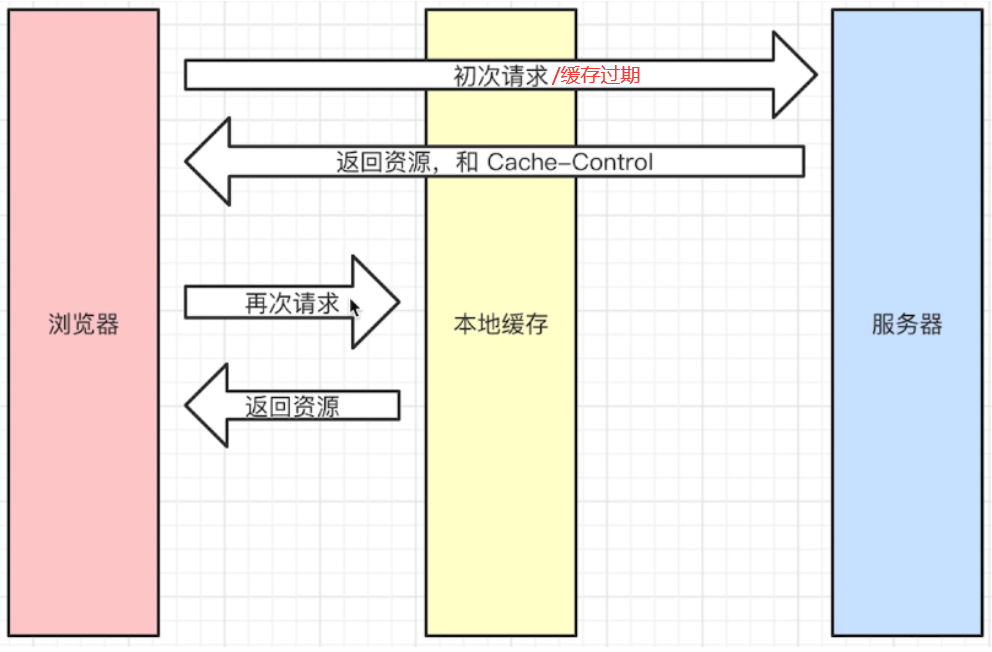 初次请求/缓存过期
返回资源，和 Cache-Control
再次请求
浏览器
本地缓存
服务器
返回资源